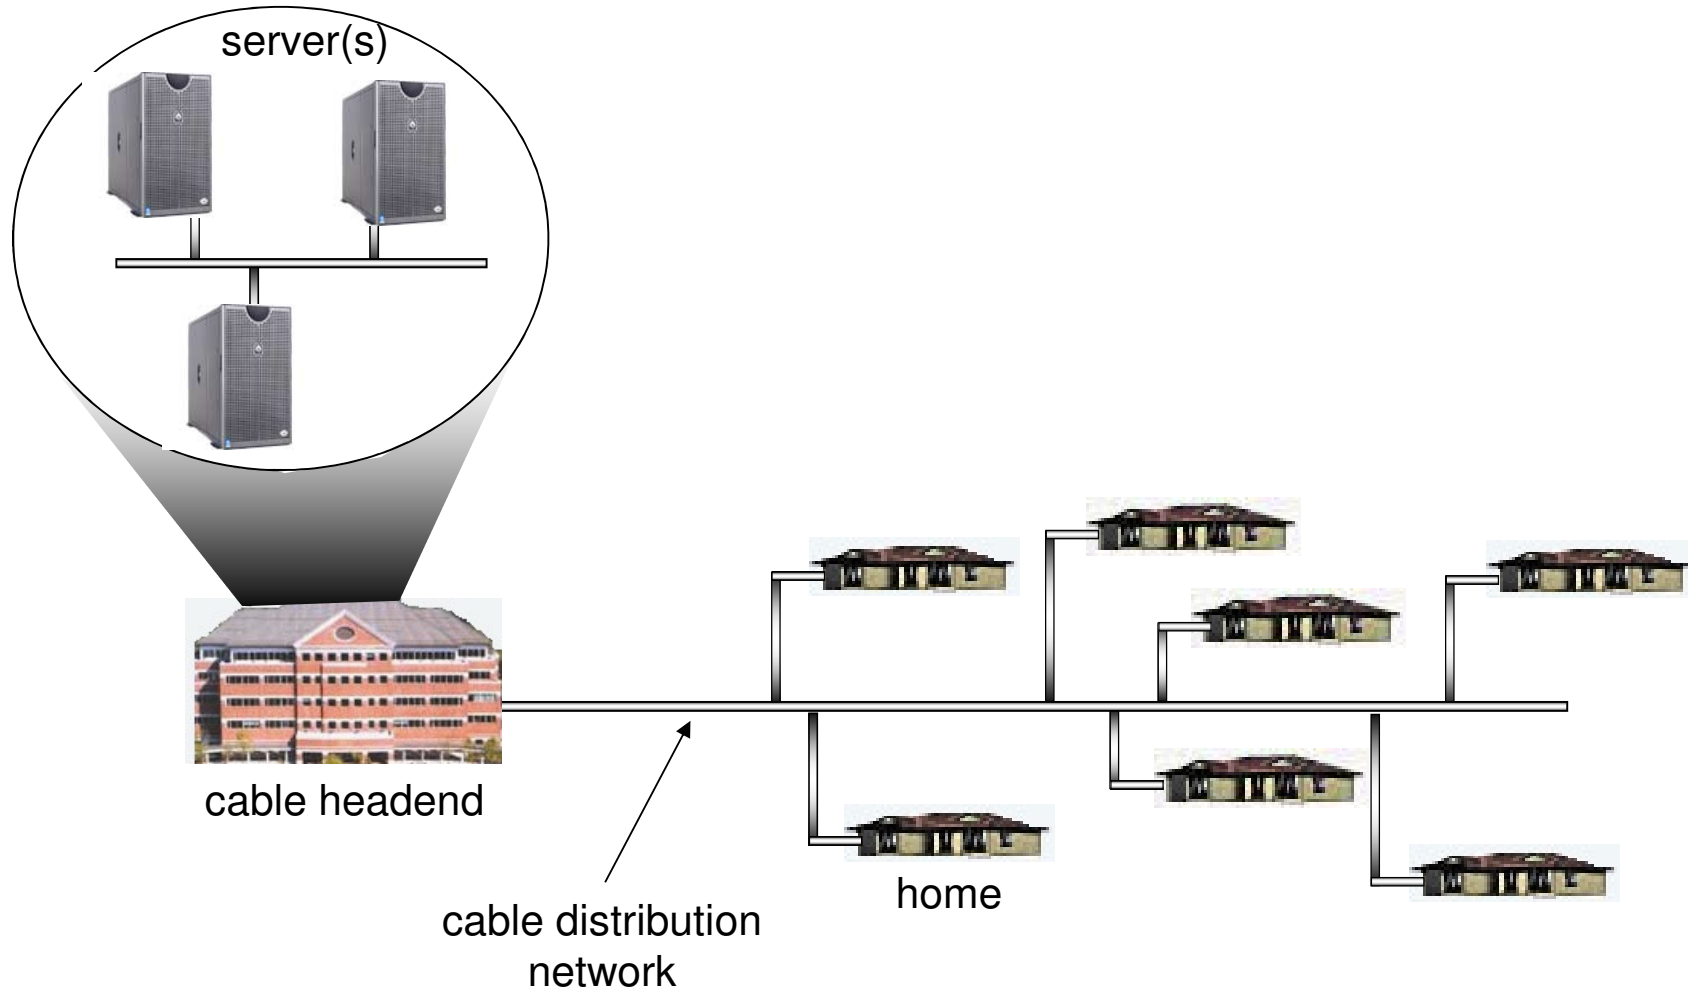 server(s)
cable headend
home
cable distribution
network